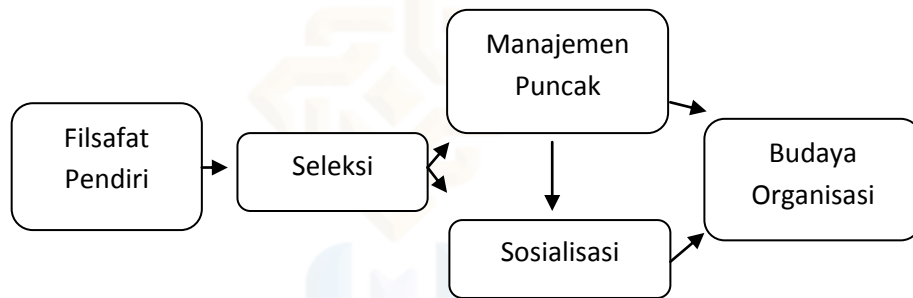 Filsafat
Pendiri
Seleksi
Manajemen
Puncak
Sosialisasi
Budaya
Organisasi